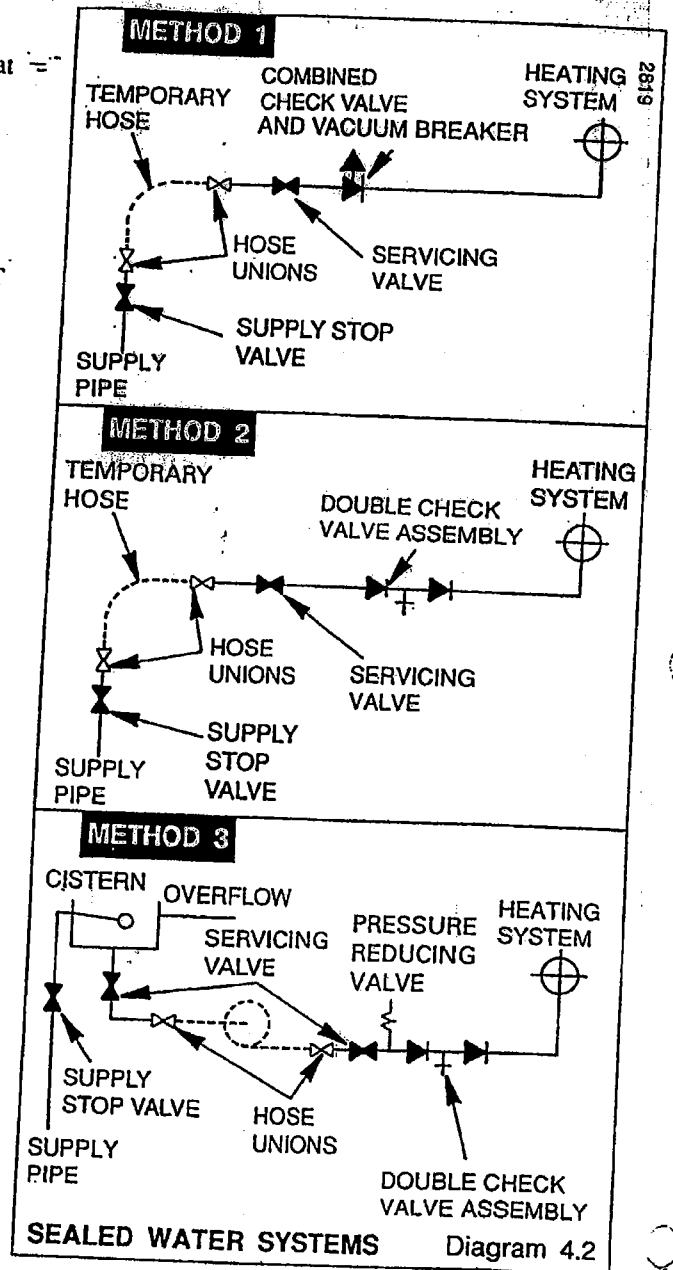 at
METHOD 1
2819
COMBINED
CHECK VALVE
AND VACUUM BREAKER
HEATING
SYSTEM
TEMPORARY
HOSE
HOSE
UNIONS
SERVICING
VALVE
SUPPLY STOP
VALVE
SUPPLY
PIPE
METHOD 2
TEMPORARY
HOSE
DOUBLE CHECK
VALVE ASSEMBLY
HEATING
SYSTEM
HOSE
UNIONS
SERVICING
VALVE
SUPPLY
STOP
VALVE
SUPPLY
PIPE
METHOD 3
CISTERN
OVERFLOW
SERVICING
VALVE
PRESSURE
REDUCING
VALVE
HEATING
SYSTEM
SUPPLY
STOP VALVE
HOSE
UNIONS
SUPPLY
PIPE
DOUBLE CHECK
VALVE ASSEMBLY
SEALED WATER SYSTEMS Diagram 4.2